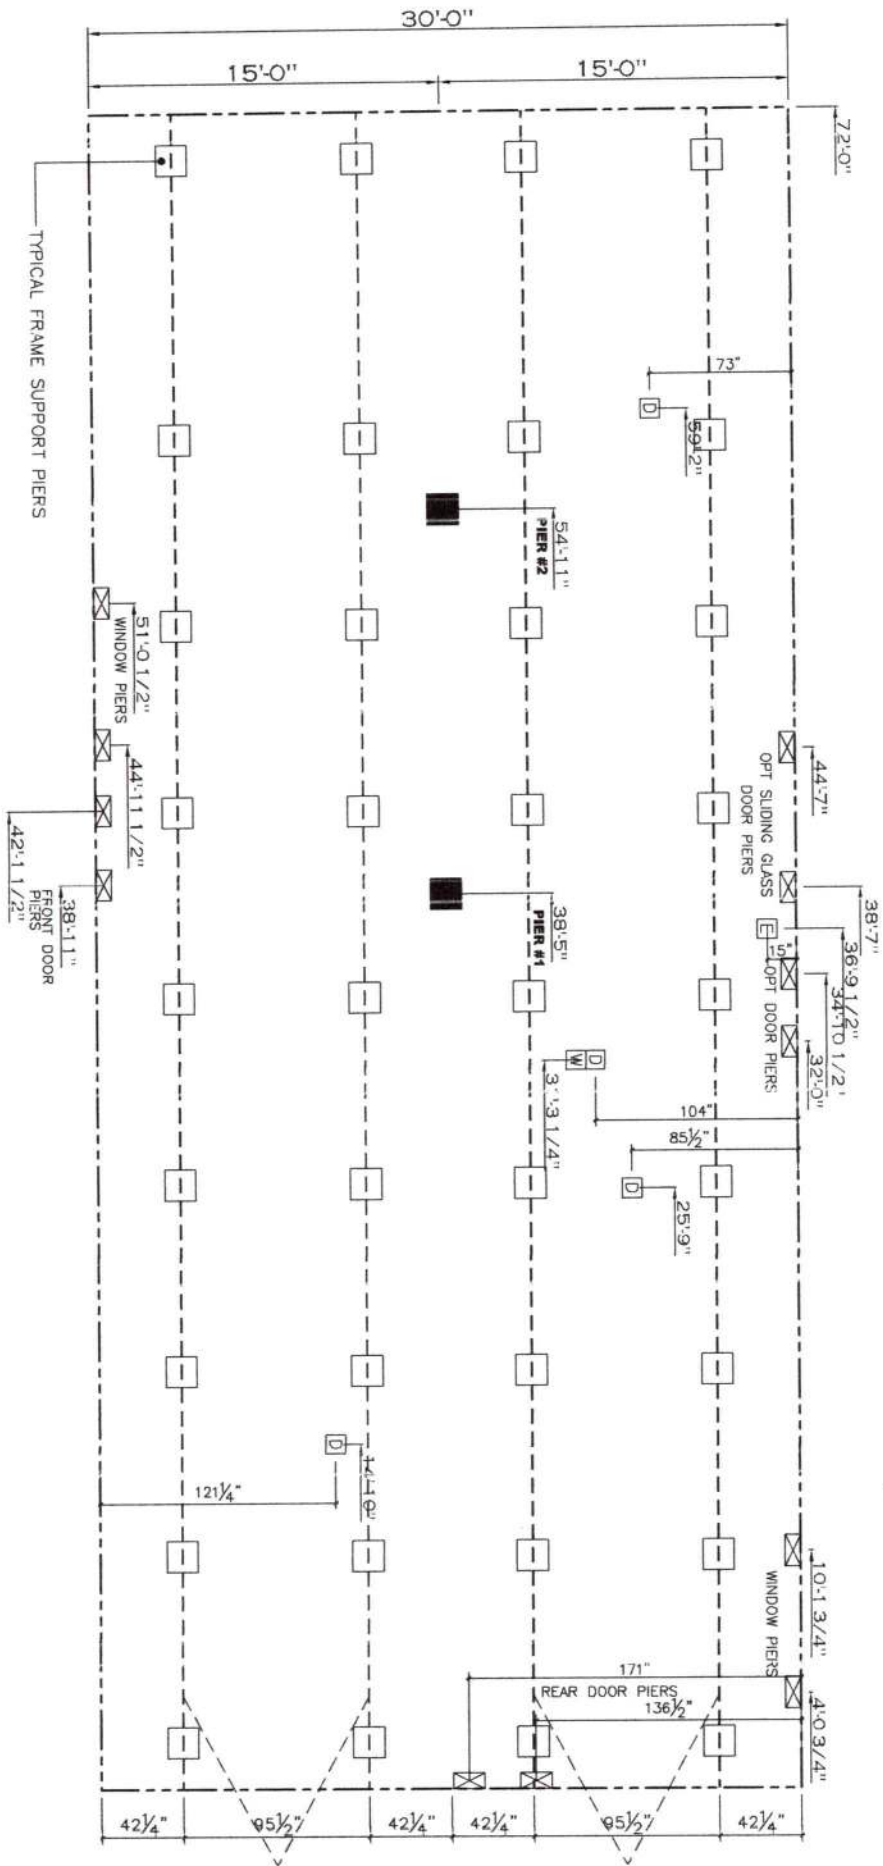 30'-0"
15'-0"
15'-0"
72'-0"
TYPICAL FRAME SUPPORT PIERS
73"
D
59'-2"
54'-11"
PIER #2
51'-0 1/2"
WINDOW PIERS
44'-11 1/2"
42'-1 1/2"
38'-11"
FRONT DOOR
PIERS
44'-7"
OPT SLIDING GLASS
DOOR PIERS
38'-7"
38'-5"
PIER #1
E
15"
36'-9 1/2"
34'-10 1/2"
OPT DOOR PIERS
32'-0"
D
W
3 1/4"
104"
85½"
D
25'-9"
D
14'-10"
121¼"
10'-1 3/4"
WINDOW PIERS
4'-0 3/4"
171"
REAR DOOR PIERS
136½"
42¼"
95½"
42¼"
42¼"
95½"
42¼"